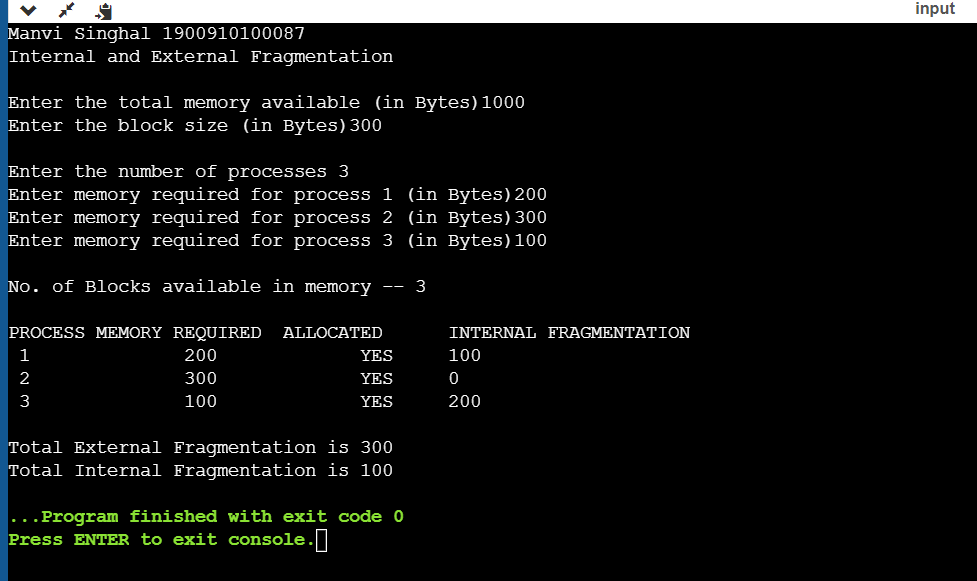 input
Manvi Singhal 1900910100087
Internal and External Fragmentation
Enter the total memory available (in Bytes)1000
Enter the block size (in Bytes)300
Enter the number of processes 3
Enter memory required for process 1 (in Bytes)200
Enter memory required for process 2 (in Bytes)300
Enter memory required for process 3 (in Bytes)100
No. of Blocks available in memory -- 3
PROCESS MEMORY REQUIRED ALLOCATED INTERNAL FRAGMENTATION
1 200 YES 100
2 300 YES 0
3 100 YES 200
Total External Fragmentation is 300
Total Internal Fragmentation is 100
...Program finished with exit code 0
Press ENTER to exit console.